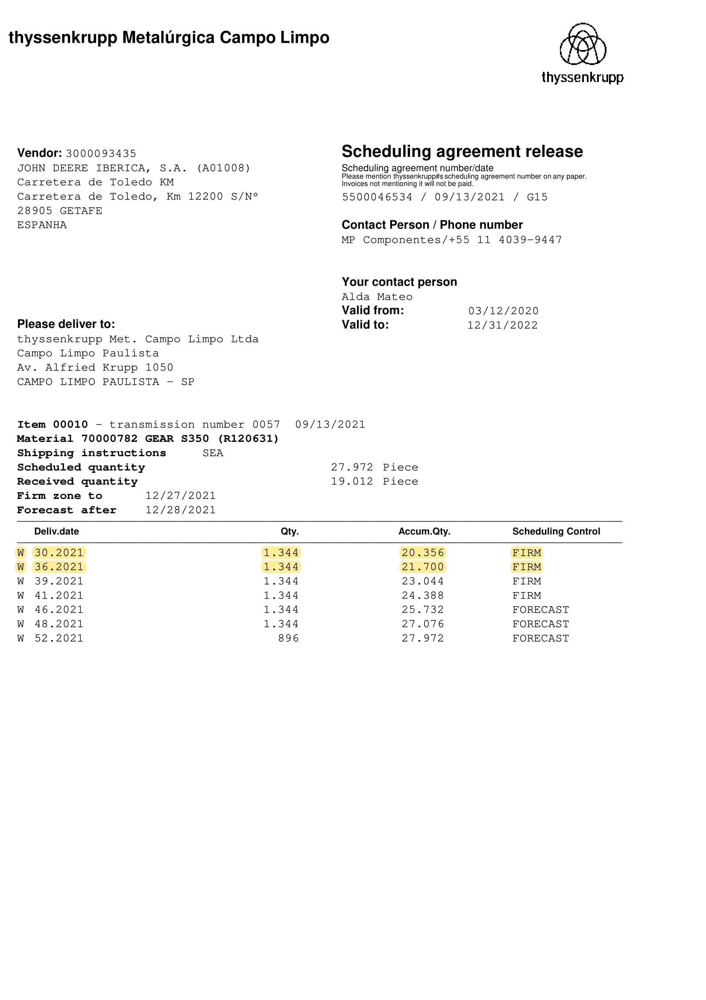 thyssenkrupp Metalúrgica Campo Limpo
thyssenkrupp
Vendor: 3000093435
JOHN DEERE IBERICA, S.A. (A01008)
Carretera de Toledo KM
Carretera de Toledo, Km 12200 S/Nº
28905 GETAFE
ESPANHA
Scheduling agreement release
Scheduling agreement number/date
Please mention thyssenkrupp#s scheduling agreement number on any paper.
Invoices not mentioning it will not be paid.
5500046534 / 09/13/2021 / G15
Contact Person / Phone number
MP Componentes/+55 11 4039-9447
Your contact person
Alda Mateo
Valid from: 03/12/2020
Valid to: 12/31/2022
Please deliver to:
thyssenkrupp Met. Campo Limpo Ltda
Campo Limpo Paulista
Av. Alfried Krupp 1050
CAMPO LIMPO PAULISTA - SP
Item 00010 - transmission number 0057 09/13/2021
Material 70000782 GEAR S350 (R120631)
Shipping instructions SEA
Scheduled quantity 27.972 Piece
Received quantity 19.012 Piece
Firm zone to 12/27/2021
Forecast after 12/28/2021
Deliv.date Qty. Accum.Qty. Scheduling Control
W 30.2021 1.344 20.356 FIRM
W 36.2021 1.344 21.700 FIRM
W 39.2021 1.344 23.044 FIRM
W 41.2021 1.344 24.388 FIRM
W 46.2021 1.344 25.732 FORECAST
W 48.2021 1.344 27.076 FORECAST
W 52.2021 896 27.972 FORECAST